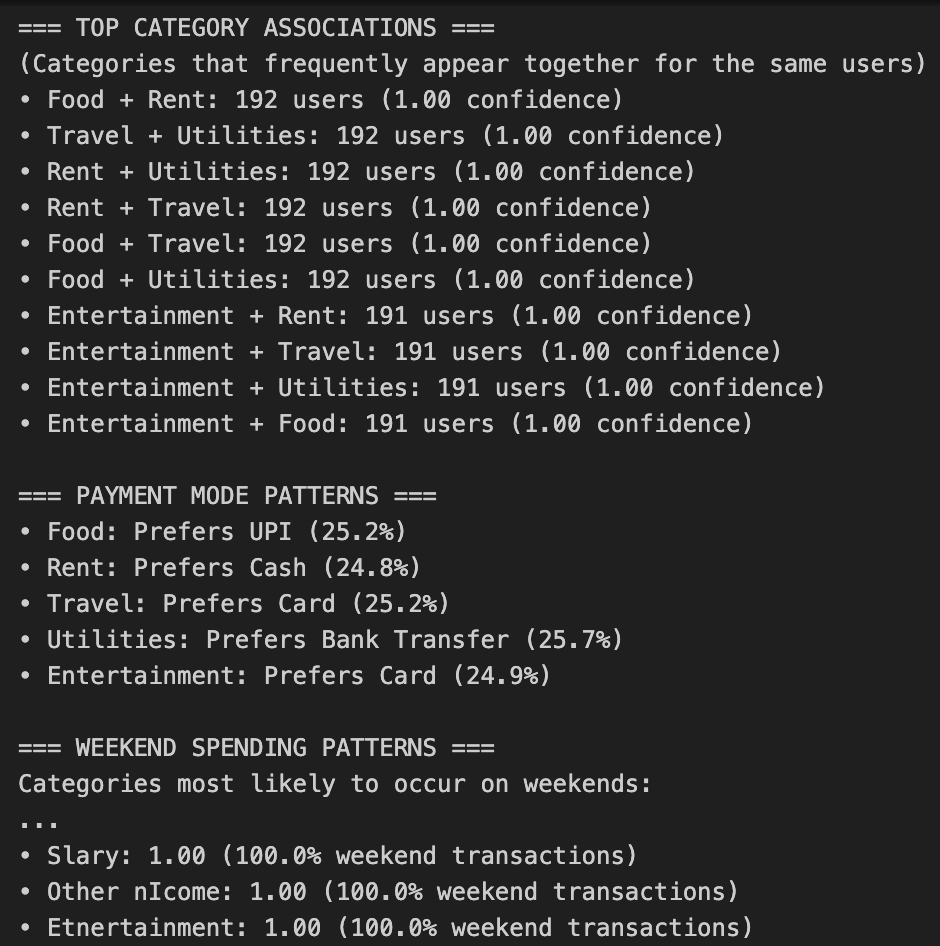 === TOP CATEGORY ASSOCIATIONS ===
(Categories that frequently appear together for the same users)
• Food + Rent: 192 users (1.00 confidence)
• Travel + Utilities: 192 users (1.00 confidence)
• Rent + Utilities: 192 users (1.00 confidence)
• Rent + Travel: 192 users (1.00 confidence)
• Food + Travel: 192 users (1.00 confidence)
• Food + Utilities: 192 users (1.00 confidence)
• Entertainment + Rent: 191 users (1.00 confidence)
• Entertainment + Travel: 191 users (1.00 confidence)
• Entertainment + Utilities: 191 users (1.00 confidence)
• Entertainment + Food: 191 users (1.00 confidence)

=== PAYMENT MODE PATTERNS ===
• Food: Prefers UPI (25.2%)
• Rent: Prefers Cash (24.8%)
• Travel: Prefers Card (25.2%)
• Utilities: Prefers Bank Transfer (25.7%)
• Entertainment: Prefers Card (24.9%)

=== WEEKEND SPENDING PATTERNS ===
Categories most likely to occur on weekends:
...
• Slary: 1.00 (100.0% weekend transactions)
• Other nIcome: 1.00 (100.0% weekend transactions)
• Etnertainment: 1.00 (100.0% weekend transactions)